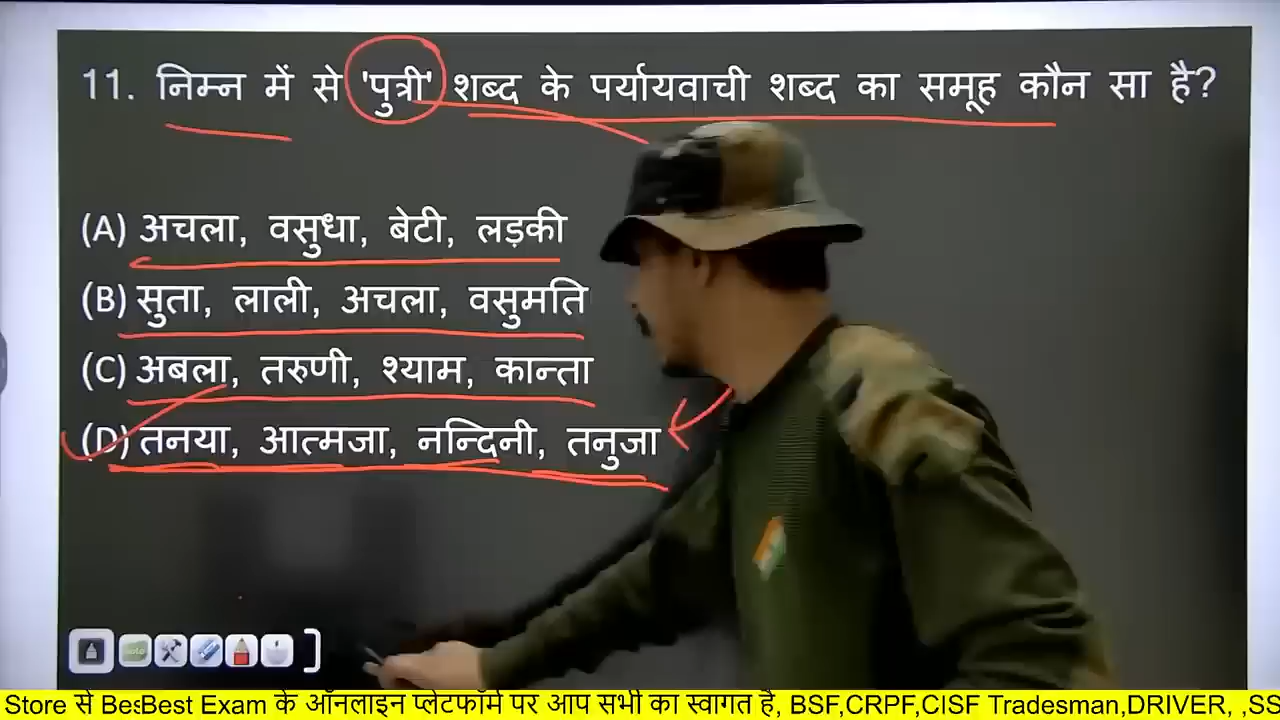 11. निम्न में से 'पुत्री' शब्द के पर्यायवाची शब्द का समूह कौन सा है?
(A) अचला, वसुधा, बेटी, लड़की
(B) सुता, लाली, अचला, वसुमति
(C) अबला, तरुणी, श्याम, कान्ता
(D) तनया, आत्मजा, नन्दिनी, तनुजा
Store से BesBest Exam के ऑनलाइन प्लेटफॉर्म पर आप सभी का स्वागत है, BSF,CRPF,CISF Tradesman,DRIVER, ,SS